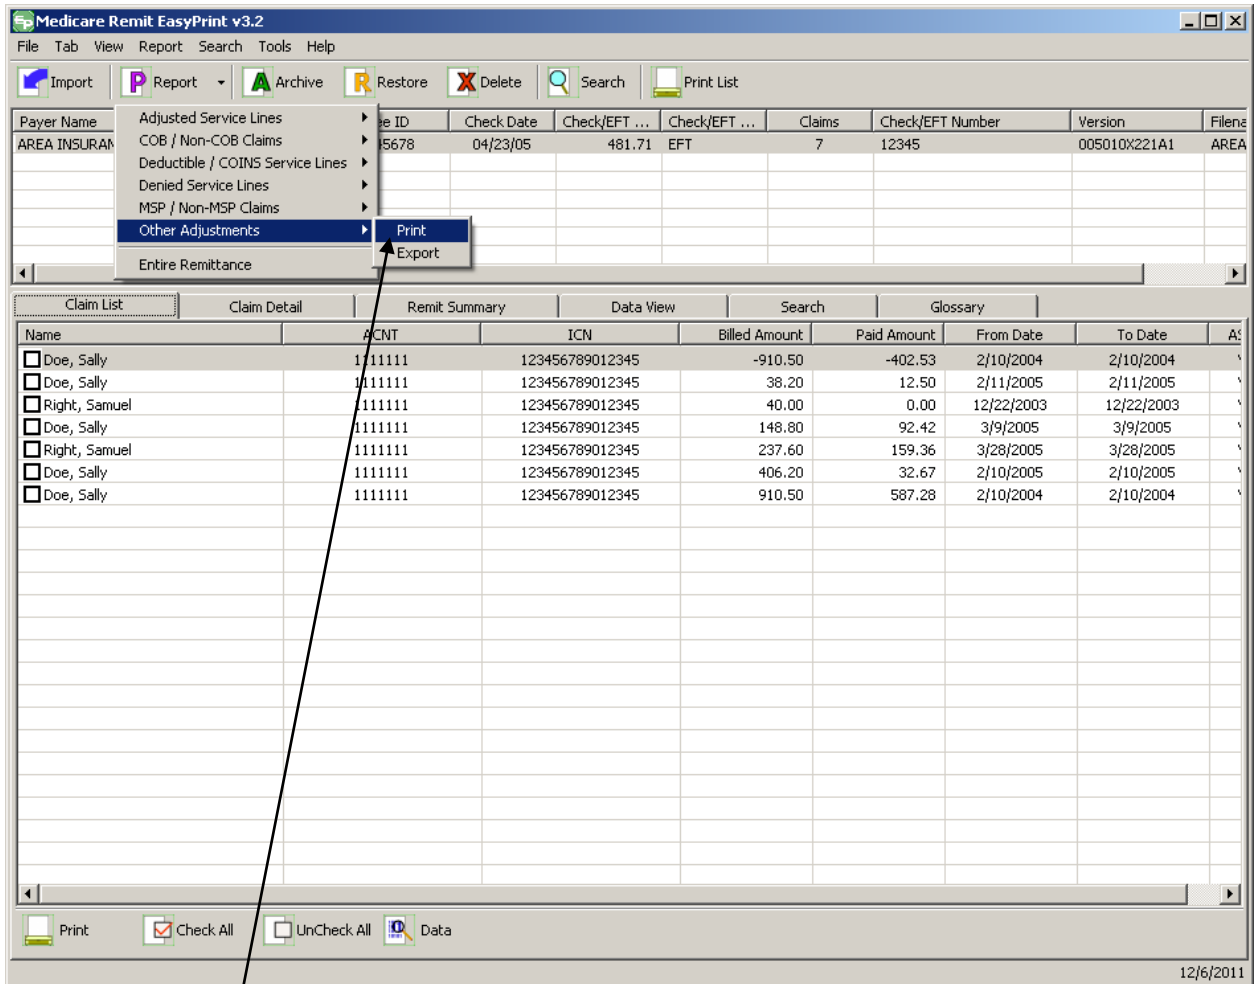 Medicare Remit EasyPrint v3.2
File Tab View Report Search Tools Help
Import Report Archive Restore Delete Search Print List
Payer Name ee ID Check Date Check/EFT ... Check/EFT ... Claims Check/EFT Number Version Filena
AREA INSURAN 45678 04/23/05 481.71 EFT 7 12345 005010X221A1 AREA
Adjusted Service Lines
COB / Non-COB Claims
Deductible / COINS Service Lines
Denied Service Lines
MSP / Non-MSP Claims
Other Adjustments Print
Export
Entire Remittance
Claim List Claim Detail Remit Summary Data View Search Glossary
Name ACNT ICN Billed Amount Paid Amount From Date To Date AS
Doe, Sally 1111111 123456789012345 -910.50 -402.53 2/10/2004 2/10/2004
Doe, Sally 1111111 123456789012345 38.20 12.50 2/11/2005 2/11/2005
Right, Samuel 1111111 123456789012345 40.00 0.00 12/22/2003 12/22/2003
Doe, Sally 1111111 123456789012345 148.80 92.42 3/9/2005 3/9/2005
Right, Samuel 1111111 123456789012345 237.60 159.36 3/28/2005 3/28/2005
Doe, Sally 1111111 123456789012345 406.20 32.67 2/10/2005 2/10/2005
Doe, Sally 1111111 123456789012345 910.50 587.28 2/10/2004 2/10/2004
Print Check All UnCheck All Data
12/6/2011